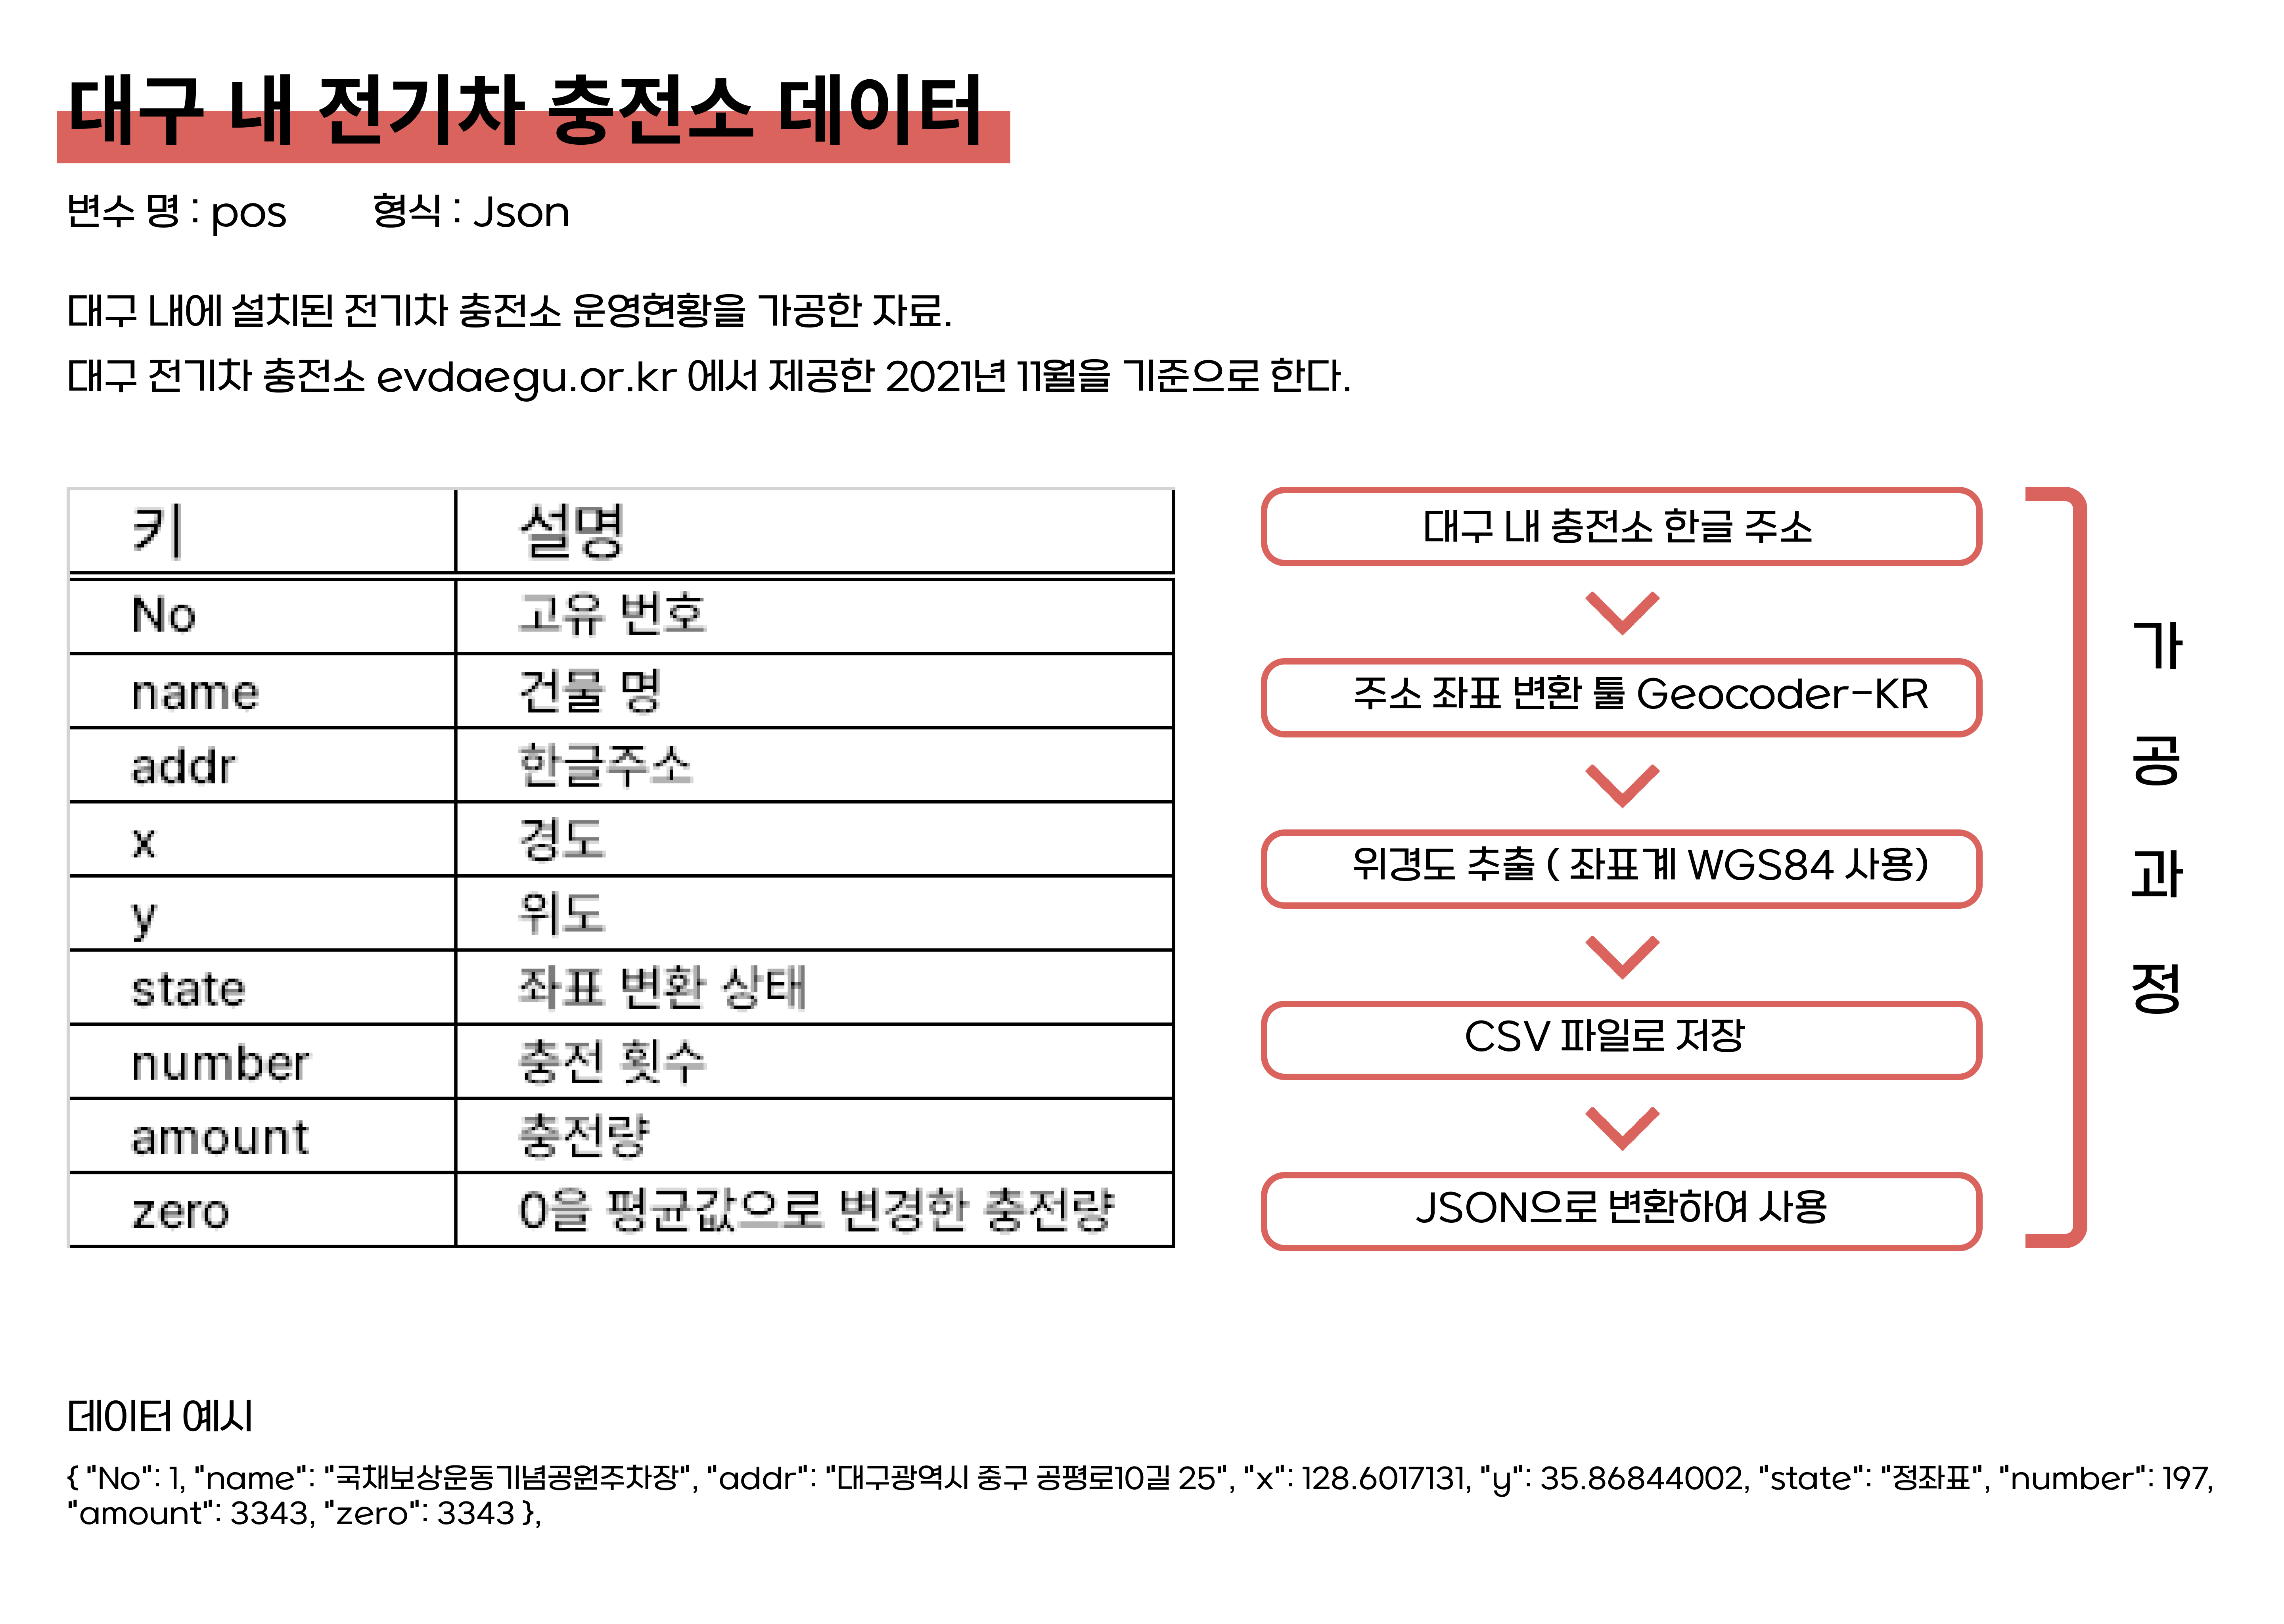 대구 내 전기차 충전소 데이터
변수 명 : pos 형식 : Json
대구 내에 설치된 전기차 충전소 운영현황을 가공한 자료.
대구 전기차 충전소 evdaegu.or.kr 에서 제공한 2021년 11월을 기준으로 한다.
키 설명
No 고유 번호
name 건물 명
addr 한글주소
x 경도
y 위도
state 좌표 변환 상태
number 충전 횟수
amount 충전량
zero 0을 평균값으로 변경한 충전량
대구 내 충전소 한글 주소
주소 좌표 변환 툴 Geocoder-KR
위경도 추출 ( 좌표계 WGS84 사용)
CSV 파일로 저장
JSON으로 변환하여 사용
가
공
과
정
데이터 예시
{ "No": 1, "name": "국채보상운동기념공원주차장", "addr": "대구광역시 중구 공평로10길 25", "x": 128.6017131, "y": 35.86844002, "state": "정좌표", "number": 197,
"amount": 3343, "zero": 3343 },